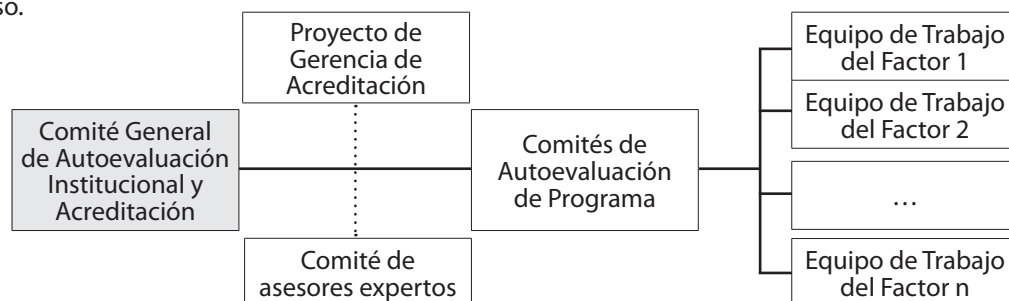 so.
Proyecto de
Gerencia de
Acreditación
Comité General
de Autoevaluación
Institucional y
Acreditación
Comité de
asesores expertos
Comités de
Autoevaluación
de Programa
Equipo de Trabajo
del Factor 1
Equipo de Trabajo
del Factor 2
...
Equipo de Trabajo
del Factor n